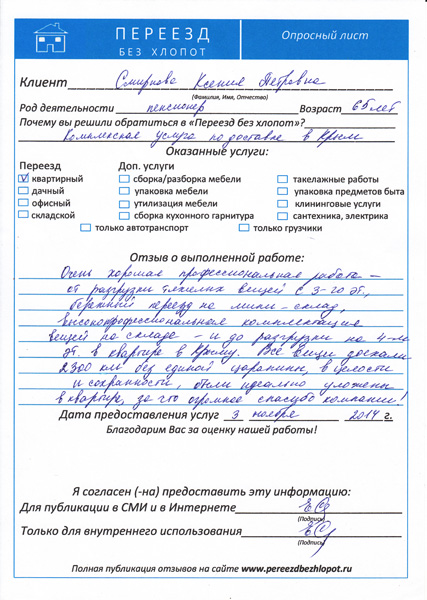 ПЕРЕЕЗД
БЕЗ ХЛОПОТ
Опросный лист
Клиент Смирнова Ксения Петровна
(Фамилия, Имя, Отчество)
Род деятельности пенсионер Возраст 65 лет
Почему вы решили обратиться в «Переезд без хлопот»?
Комплексная услуга по доставке в Крым
Оказанные услуги:
Переезд Доп. услуги
квартирный сборка/разборка мебели такелажные работы
дачный упаковка мебели упаковка предметов быта
офисный утилизация мебели клининговые услуги
складской сборка кухонного гарнитура сантехника, электрика
только автотранспорт только грузчики
Отзыв о выполненной работе:
Очень хорошая профессиональная работа –
от разгрузки тяжелых вещей с 3-го эт,
бережный переезд на мини-склад,
высокопрофессиональная комплектация
вещей на складе – и до разгрузки на 4-м
эт. в квартире в Крыму. Все вещи доехали
2300 км без единой царапины, в целости
и сохранности, были идеально уложены
в квартире, за что огромное спасибо компании!
Дата предоставления услуг 3 ноября 2014 г.
Благодарим Вас за оценку нашей работы!
Я согласен (-на) предоставить эту информацию:
Для публикации в СМИ и в Интернете
(Подпись)
Только для внутреннего использования
(Подпись)
Полная публикация отзывов на сайте www.pereezdbezhlopot.ru